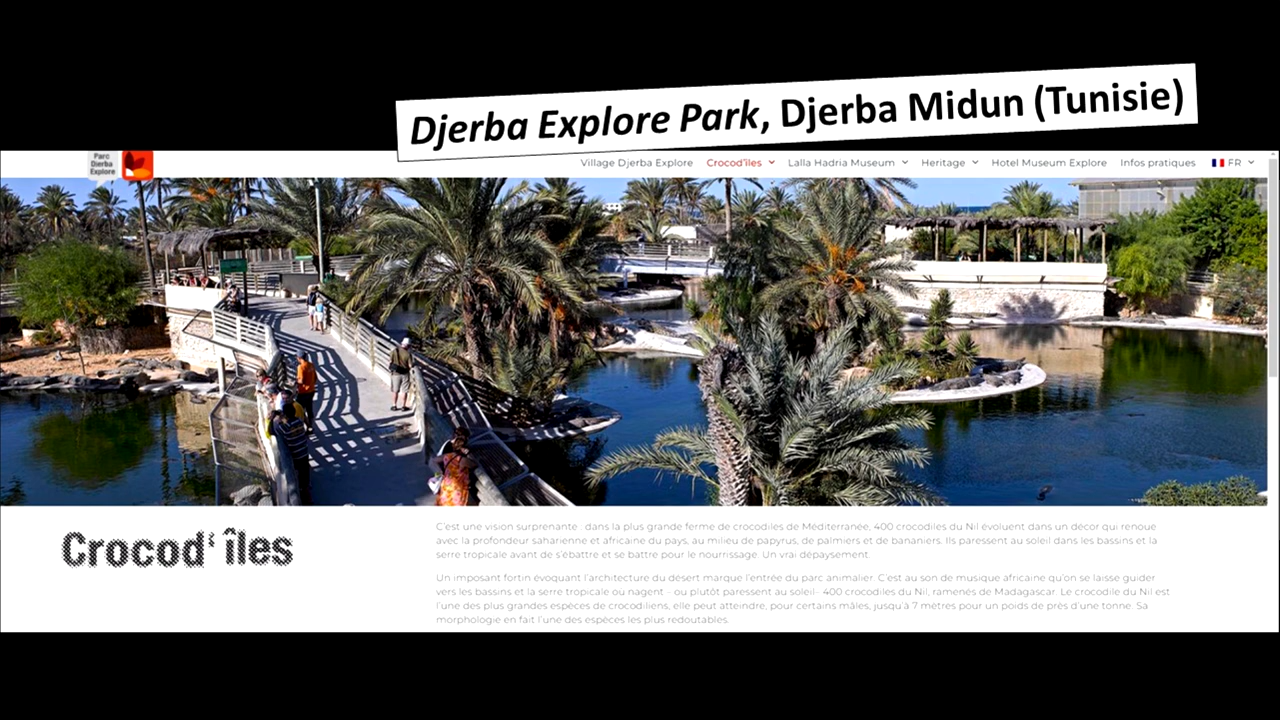 Djerba Explore Park, Djerba Midun (Tunisie)
Parc
Djerba
Explore
Village Djerba Explore Crocod'îles Lalla Hadria Museum Heritage Hotel Museum Explore Infos pratiques FR
Crocod' îles
C'est une vision surprenante : dans la plus grande ferme de crocodiles de Méditerranée, 400 crocodiles du Nil évoluent dans un décor qui renoue
avec la profondeur saharienne et africaine du pays, au milieu de papyrus, de palmiers et de bananiers. Ils paressent au soleil dans les bassins et la
serre tropicale avant de s'ébattre et se battre pour le nourrissage. Un vrai dépaysement.
Un imposant fortin évoquant l'architecture du désert marque l'entrée du parc animalier. C'est au son de musique africaine qu'on se laisse guider
vers les bassins et la serre tropicale ou nagent - ou plutôt paressent au soleil- 400 crocodiles du Nil, ramenés de Madagascar. Le crocodile du Nil est
l'une des plus grandes espèces de crocodiliens, elle peut atteindre, pour certains mâles, jusqu'à 7 mètres pour un poids de près d'une tonne. Sa
morphologie en fait l'une des espèces les plus redoutables.